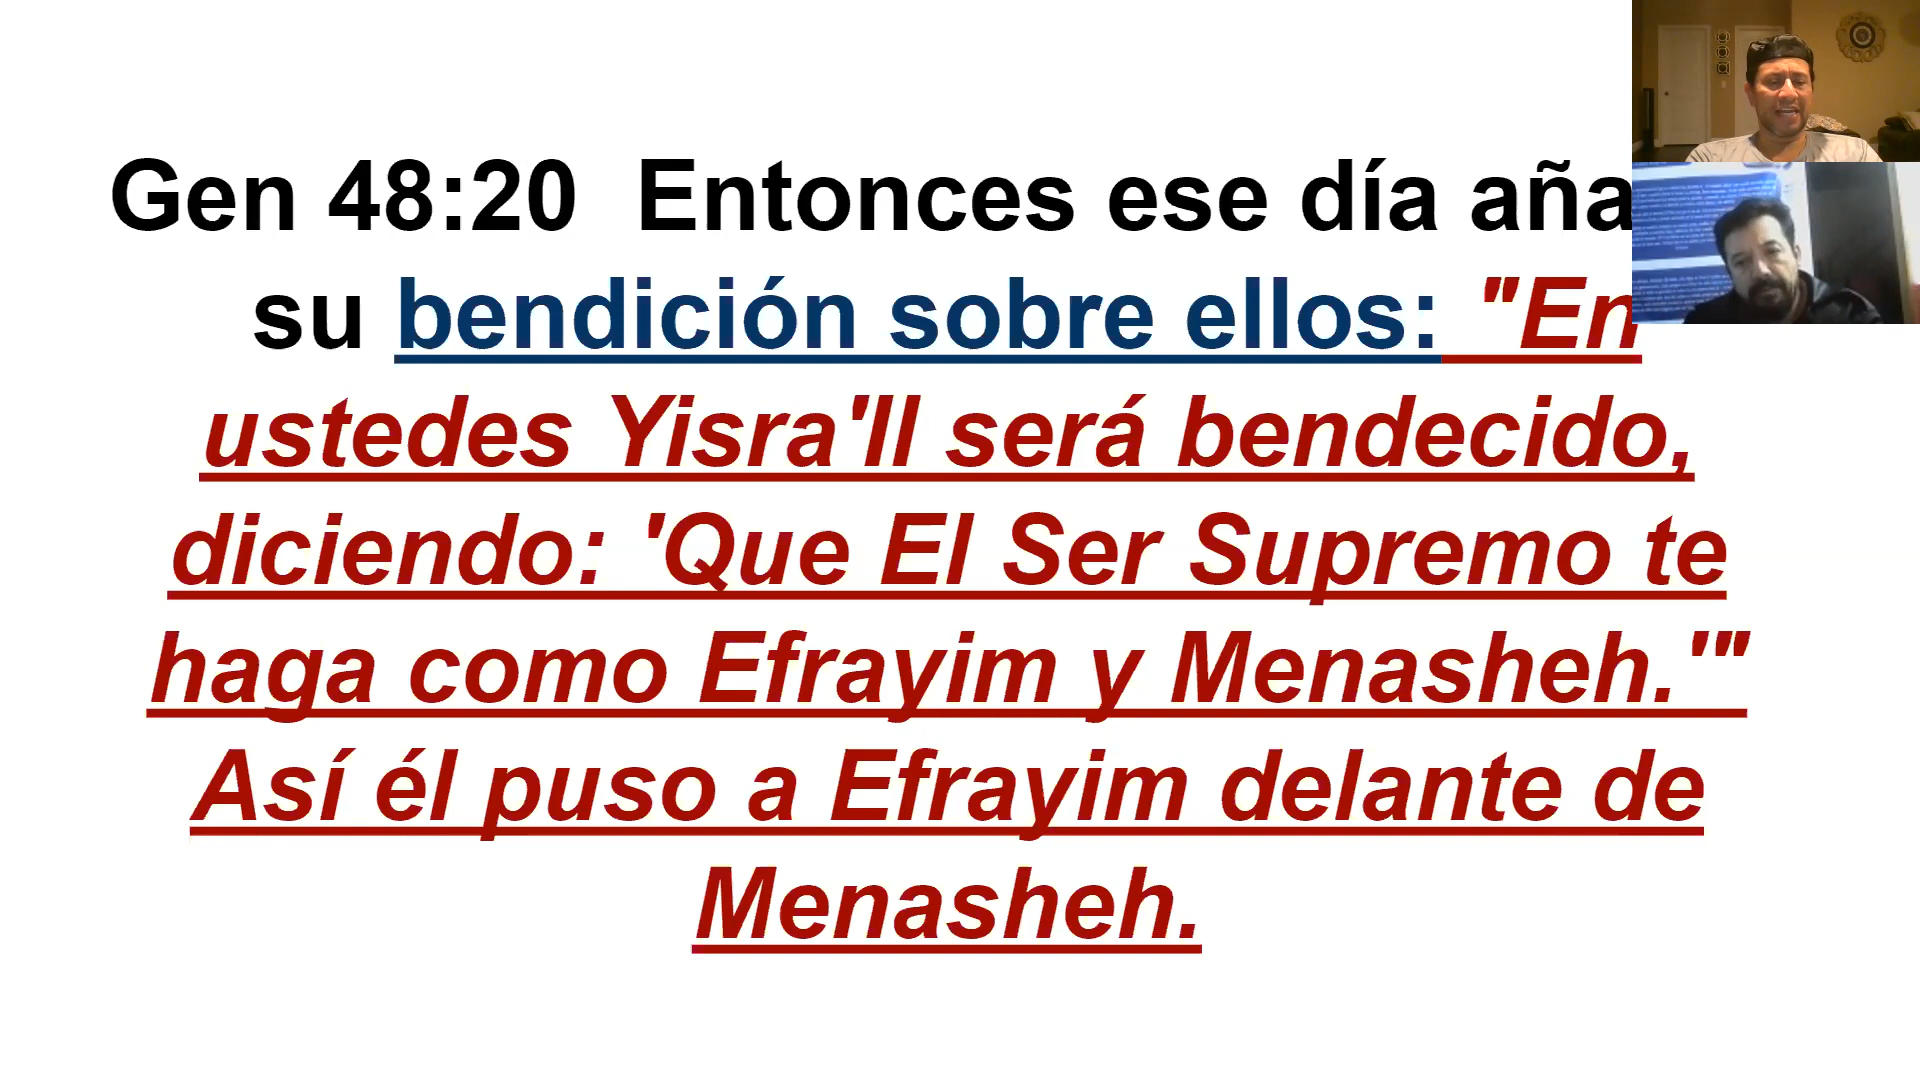 Gen 48:20 Entonces ese día
su bendición sobre ellos: "En
ustedes Yisra'll será bendecido,
diciendo: 'Que El Ser Supremo te
haga como Efrayim y Menasheh.'"
Así él puso a Efrayim delante de
Menasheh.